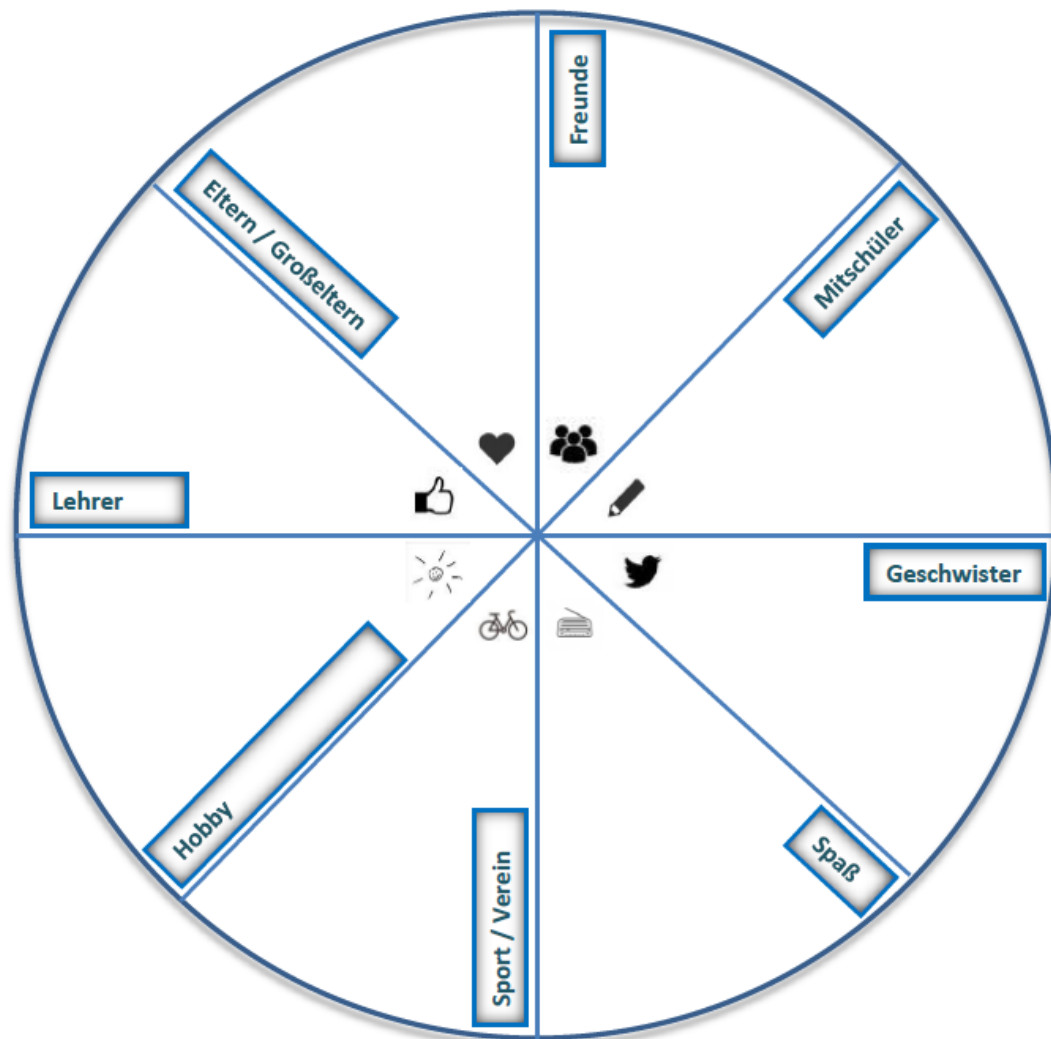 Freunde
Mitschüler
Geschwister
Spaß
Sport / Verein
Hobby
Lehrer
Eltern / Großeltern